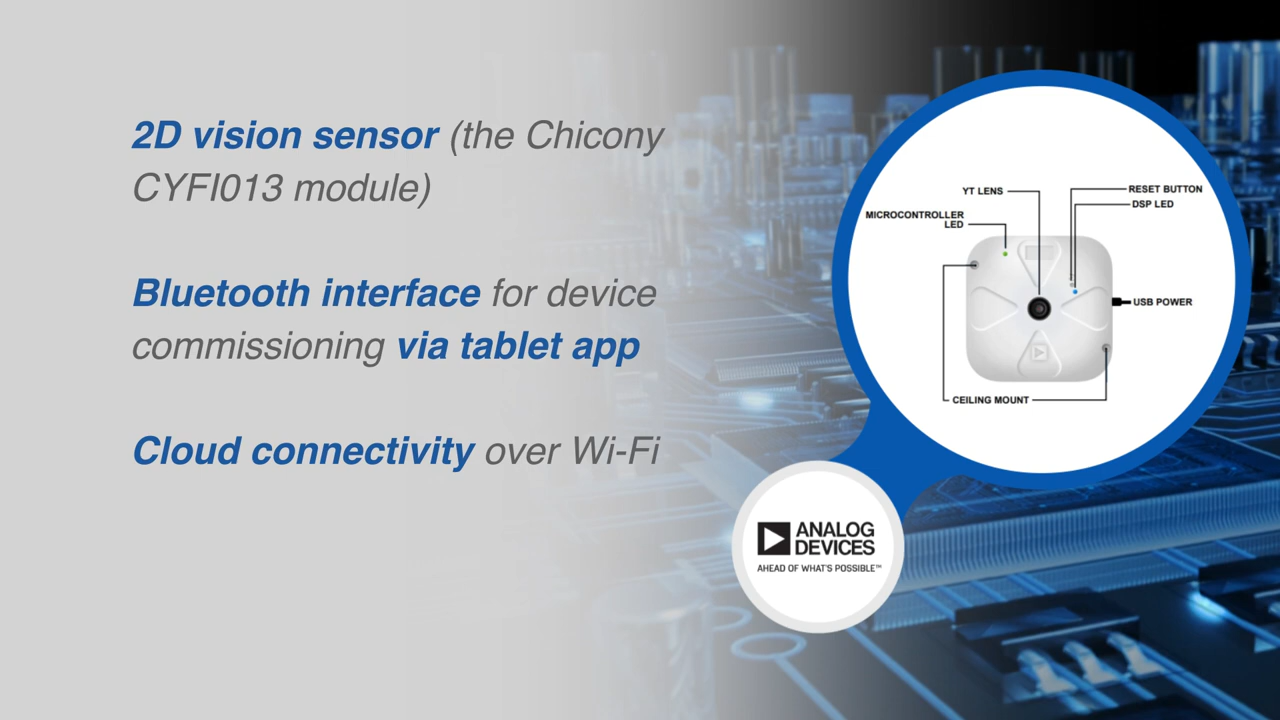 2D vision sensor (the Chicony
CYFI013 module)
Bluetooth interface for device
commissioning via tablet app
Cloud connectivity over Wi-Fi
YT LENS
RESET BUTTON
DSP LED
MICROCONTROLLER
LED
USB POWER
CEILING MOUNT
ANALOG
DEVICES
AHEAD OF WHAT'S POSSIBLE™